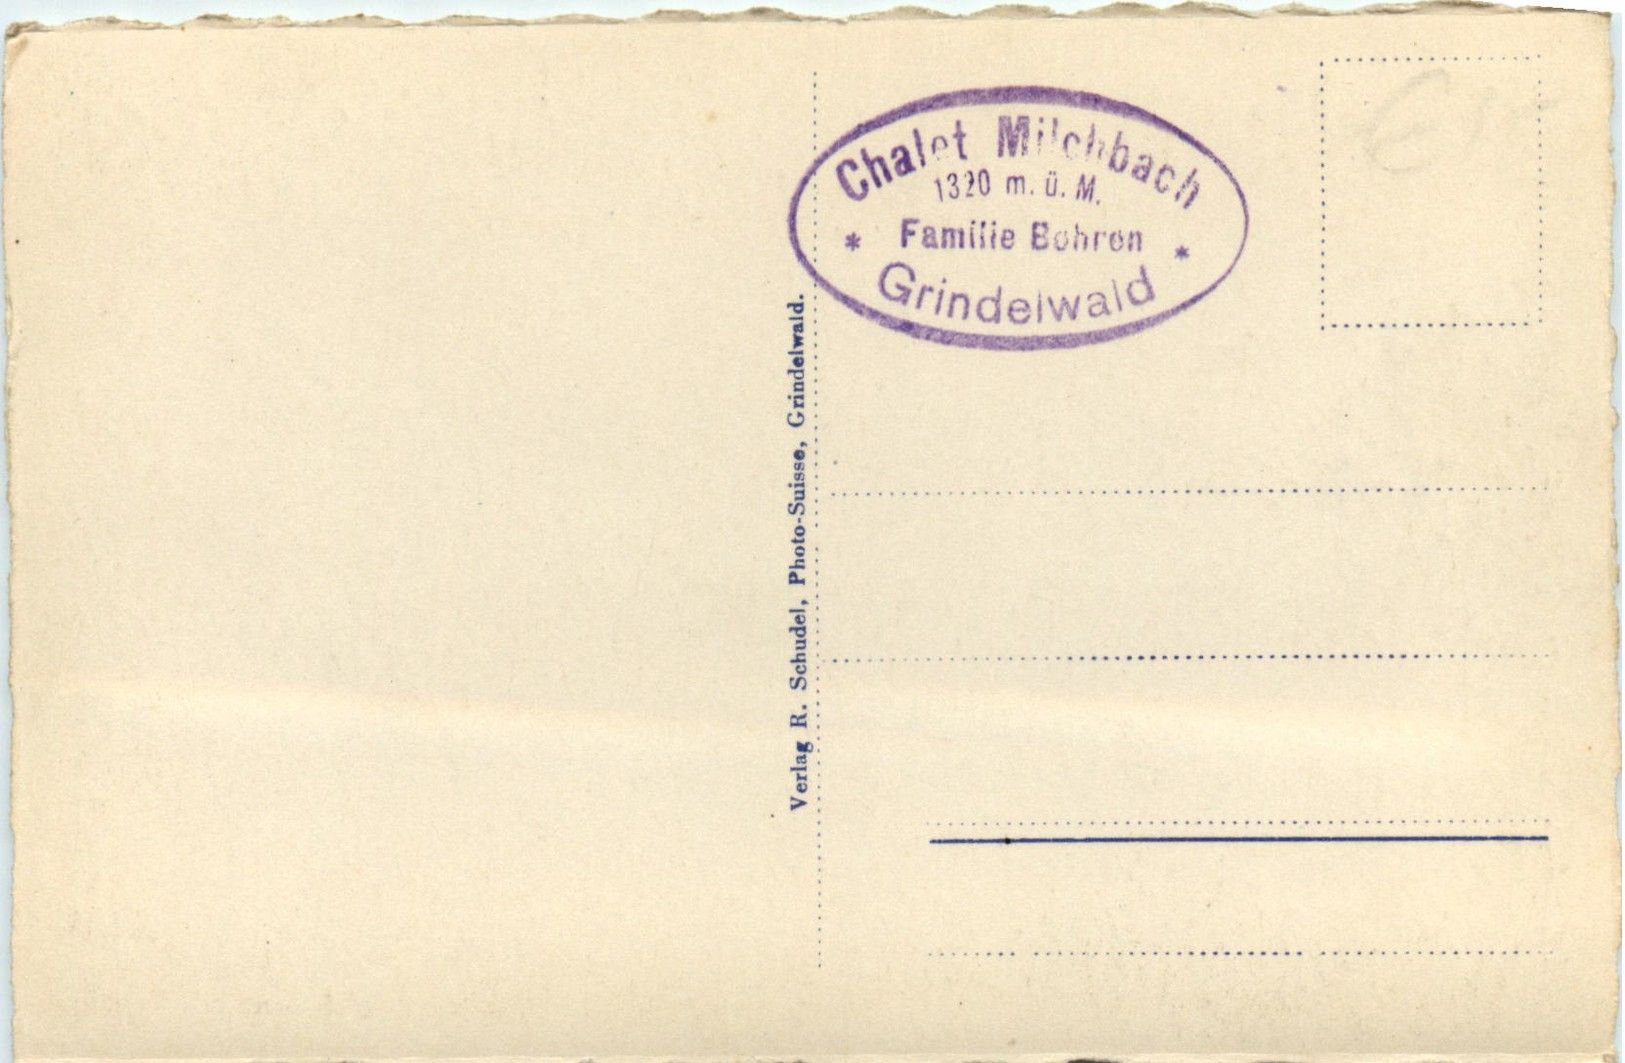 Chalet Milchbach
1320 m. ü. M.
* Familie Bohren *
Grindelwald
Verlag R. Schudel, Photo-Suisse, Grindelwald.